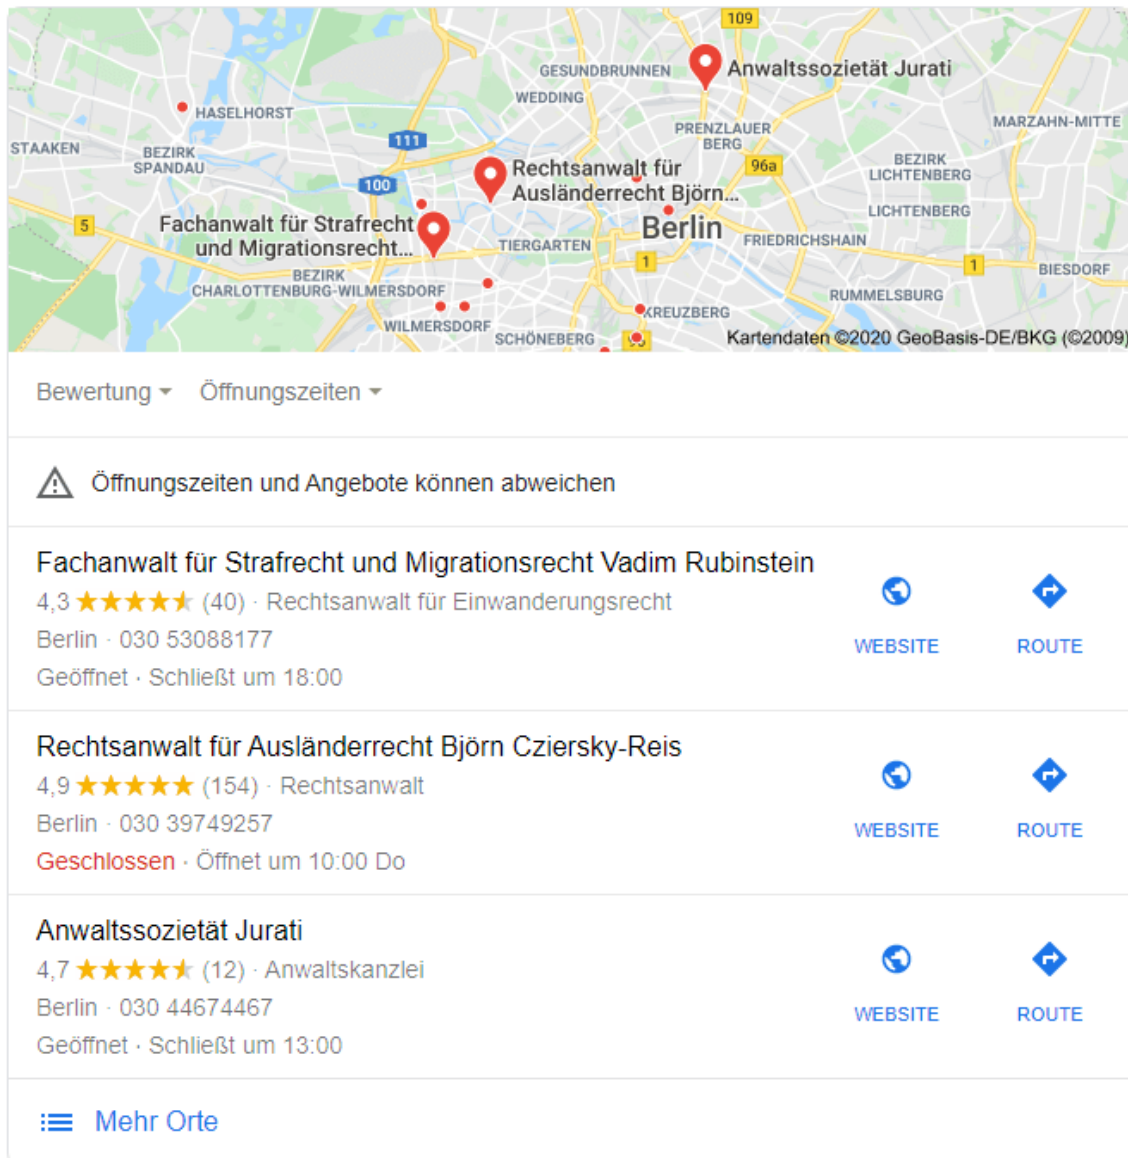 109
GESUNDBRUNNEN
Anwaltssozietät Jurati
WEDDING
HASELHORST
MARZAHN-MITTE
PRENZLAUER
BERG
STAAKEN
111
BEZIRK
SPANDAU
96a
BEZIRK
LICHTENBERG
Rechtsanwalt für
Ausländerrecht Björn...
100
LICHTENBERG
5
Fachanwalt für Strafrecht
und Migrationsrecht...
Berlin
TIERGARTEN
FRIEDRICHSHAIN
1
1
BIESDORF
BEZIRK
CHARLOTTENBURG-WILMERSDORF
RUMMELSBURG
KREUZBERG
WILMERSDORF
SCHÖNEBERG
Kartendaten ©2020 GeoBasis-DE/BKG (©2009)
Bewertung Öffnungszeiten
Öffnungszeiten und Angebote können abweichen
Fachanwalt für Strafrecht und Migrationsrecht Vadim Rubinstein
4,3 (40) · Rechtsanwalt für Einwanderungsrecht
Berlin · 030 53088177
Geöffnet · Schließt um 18:00
WEBSITE
ROUTE
Rechtsanwalt für Ausländerrecht Björn Cziersky-Reis
4,9 (154) · Rechtsanwalt
Berlin · 030 39749257
Geschlossen · Öffnet um 10:00 Do
WEBSITE
ROUTE
Anwaltssozietät Jurati
4,7 (12) · Anwaltskanzlei
Berlin · 030 44674467
Geöffnet · Schließt um 13:00
WEBSITE
ROUTE
Mehr Orte